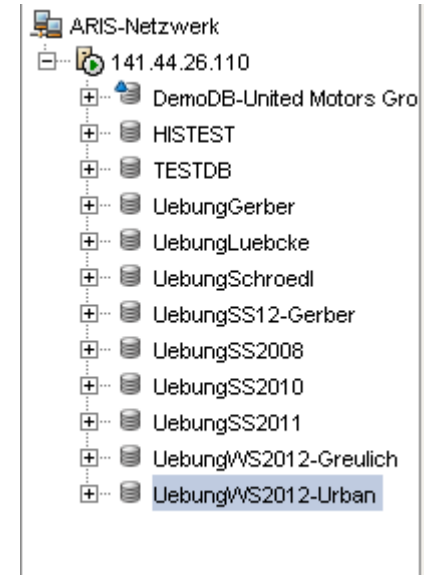 ARIS-Netzwerk
141.44.26.110
DemoDB-United Motors Gro
HISTEST
TESTDB
UebungGerber
UebungLuebcke
UebungSchroedl
UebungSS12-Gerber
UebungSS2008
UebungSS2010
UebungSS2011
UebungWS2012-Greulich
UebungWS2012-Urban